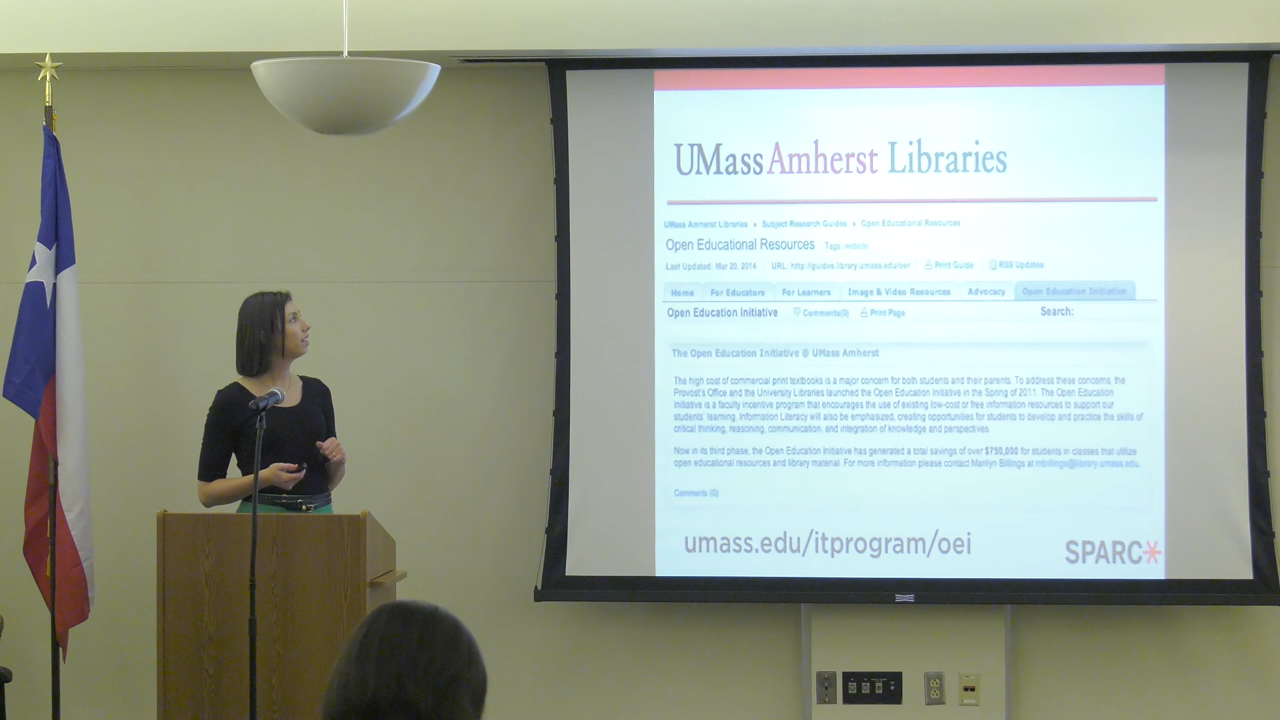 UMassAmherst Libraries
UMass Amherst Libraries › Subject Research Guides › Open Educational Resources
Open Educational Resources Tags: website
Last Updated: Mar 20, 2014 URL: http://guides.library.umass.edu/oer Print Guide RSS Updates
Home For Educators For Learners Image & Video Resources Advocacy Open Education Initiative
Open Education Initiative Comments(0) Print Page Search:
The Open Education Initiative @ UMass Amherst
The high cost of commercial print textbooks is a major concern for both students and their parents. To address these concerns, the
Provost's Office and the University Libraries launched the Open Education Initiative in the Spring of 2011. The Open Education
Initiative is a faculty incentive program that encourages the use of existing low-cost or free information resources to support our
students' learning. Information Literacy will also be emphasized, creating opportunities for students to develop and practice the skills of
critical thinking, reasoning, communication, and integration of knowledge and perspectives.
Now in its third phase, the Open Education Initiative has generated a total savings of over $750,000 for students in classes that utilize
open educational resources and library material. For more information please contact Marilyn Billings at mbillings@library.umass.edu.
Comments (0)
umass.edu/itprogram/oei
SPARC*